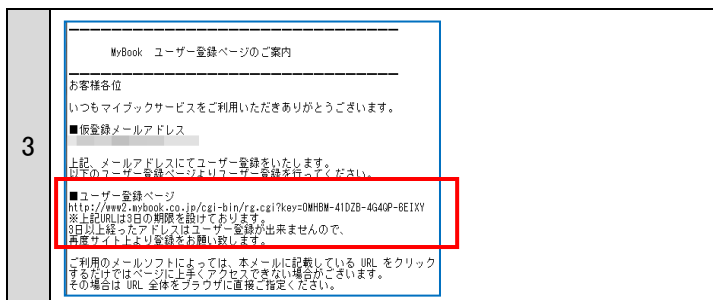 3
MyBook ユーザー登録ページのご案内
お客様各位
いつもマイブックサービスをご利用いただきありがとうございます。
■仮登録メールアドレス
上記、メールアドレスにてユーザー登録をいたします。
以下のユーザー登録ページよりユーザー登録を行ってください。
■ユーザー登録ページ
http://www2.mybook.co.jp/cgi-bin/rg.cgi?key=OMHBM-41DZB-4G4QP-6EIXY
※上記URLは3日の期限を設けております。
3日以上経ったアドレスはユーザー登録が出来ませんので、
再度サイト上より登録をお願い致します。
ご利用のメールソフトによっては、本メールに記載している URL をクリック
するだけではページに上手くアクセスできない場合がございます。
その場合は URL 全体をブラウザに直接ご指定ください。